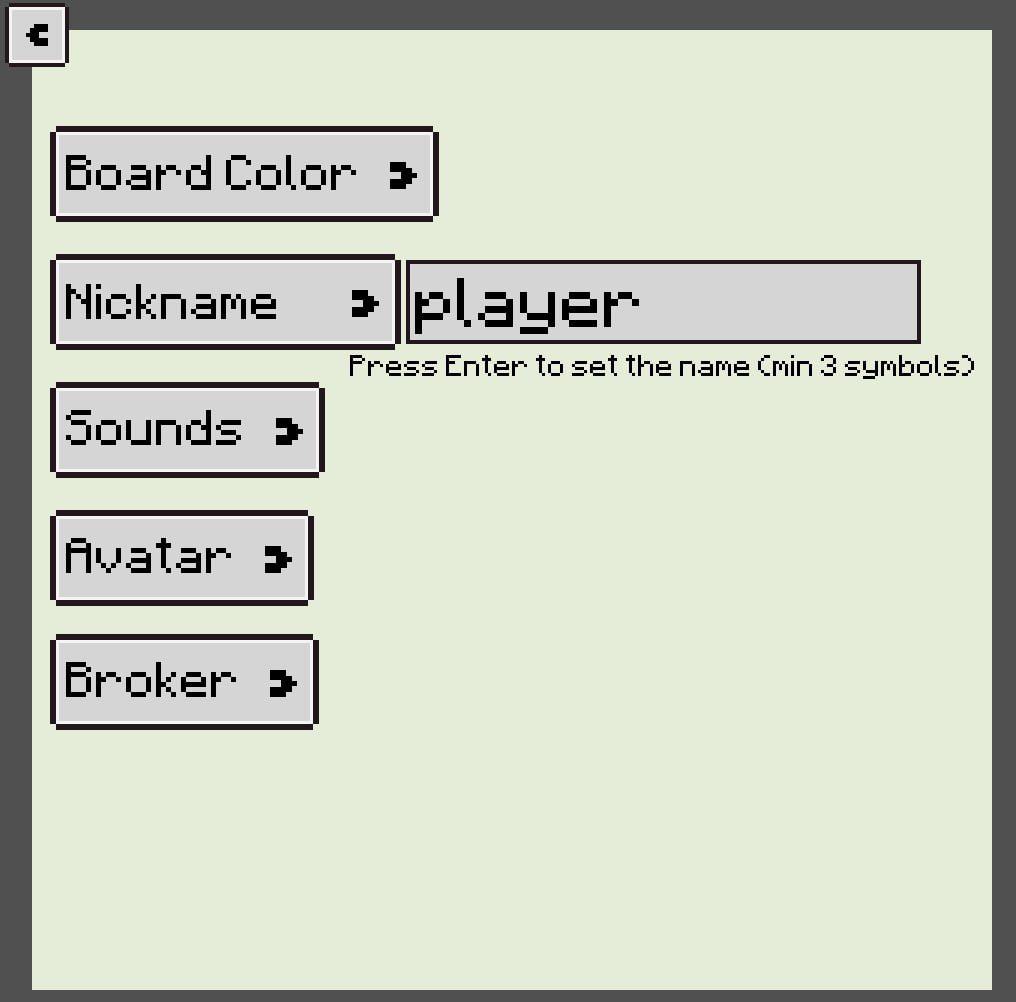 Board Color
Nickname
player
Press Enter to set the name (min 3 symbols)
Sounds
Avatar
Broker